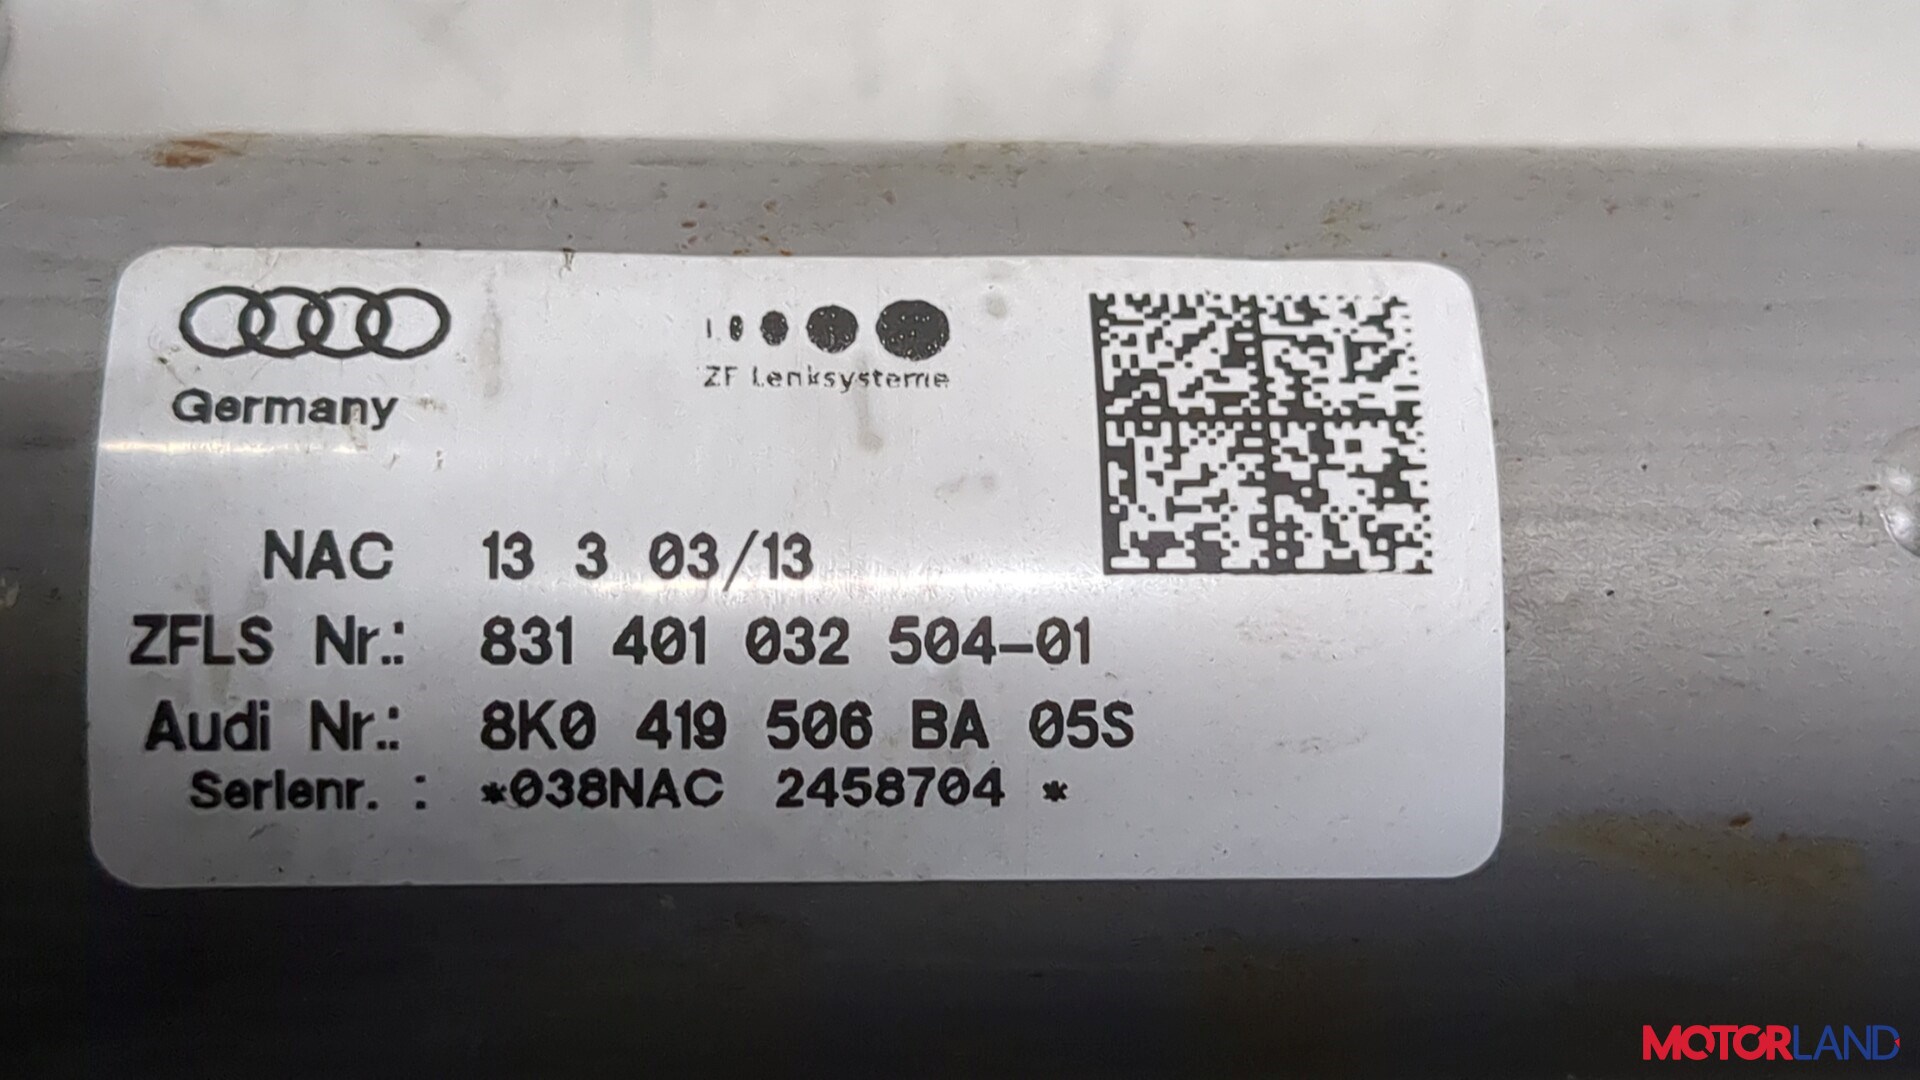 Germany
ZF Lenksysteme
NAC 13 3 03/13
ZFLS Nr.: 831 401 032 504-01
Audi Nr.: 8K0 419 506 BA 05S
Serienr. : *038NAC 2458704 *
MOTORLAND